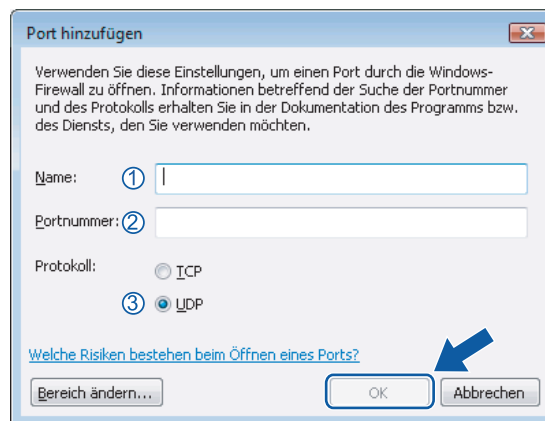 Port hinzufügen
Verwenden Sie diese Einstellungen, um einen Port durch die Windows-
Firewall zu öffnen. Informationen betreffend der Suche der Portnummer
und des Protokolls erhalten Sie in der Dokumentation des Programms bzw.
des Diensts, den Sie verwenden möchten.
Name: ①
Portnummer: ②
Protokoll: TCP
③ UDP
Welche Risiken bestehen beim Öffnen eines Ports?
Bereich ändern... OK Abbrechen